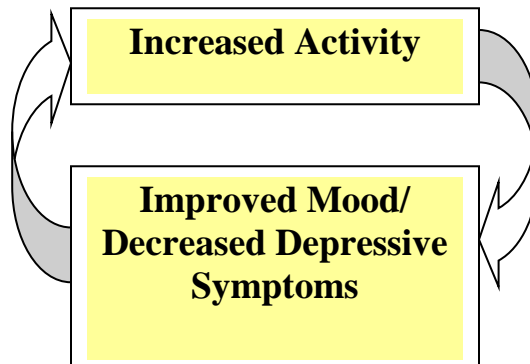 Increased Activity
Improved Mood/
Decreased Depressive
Symptoms